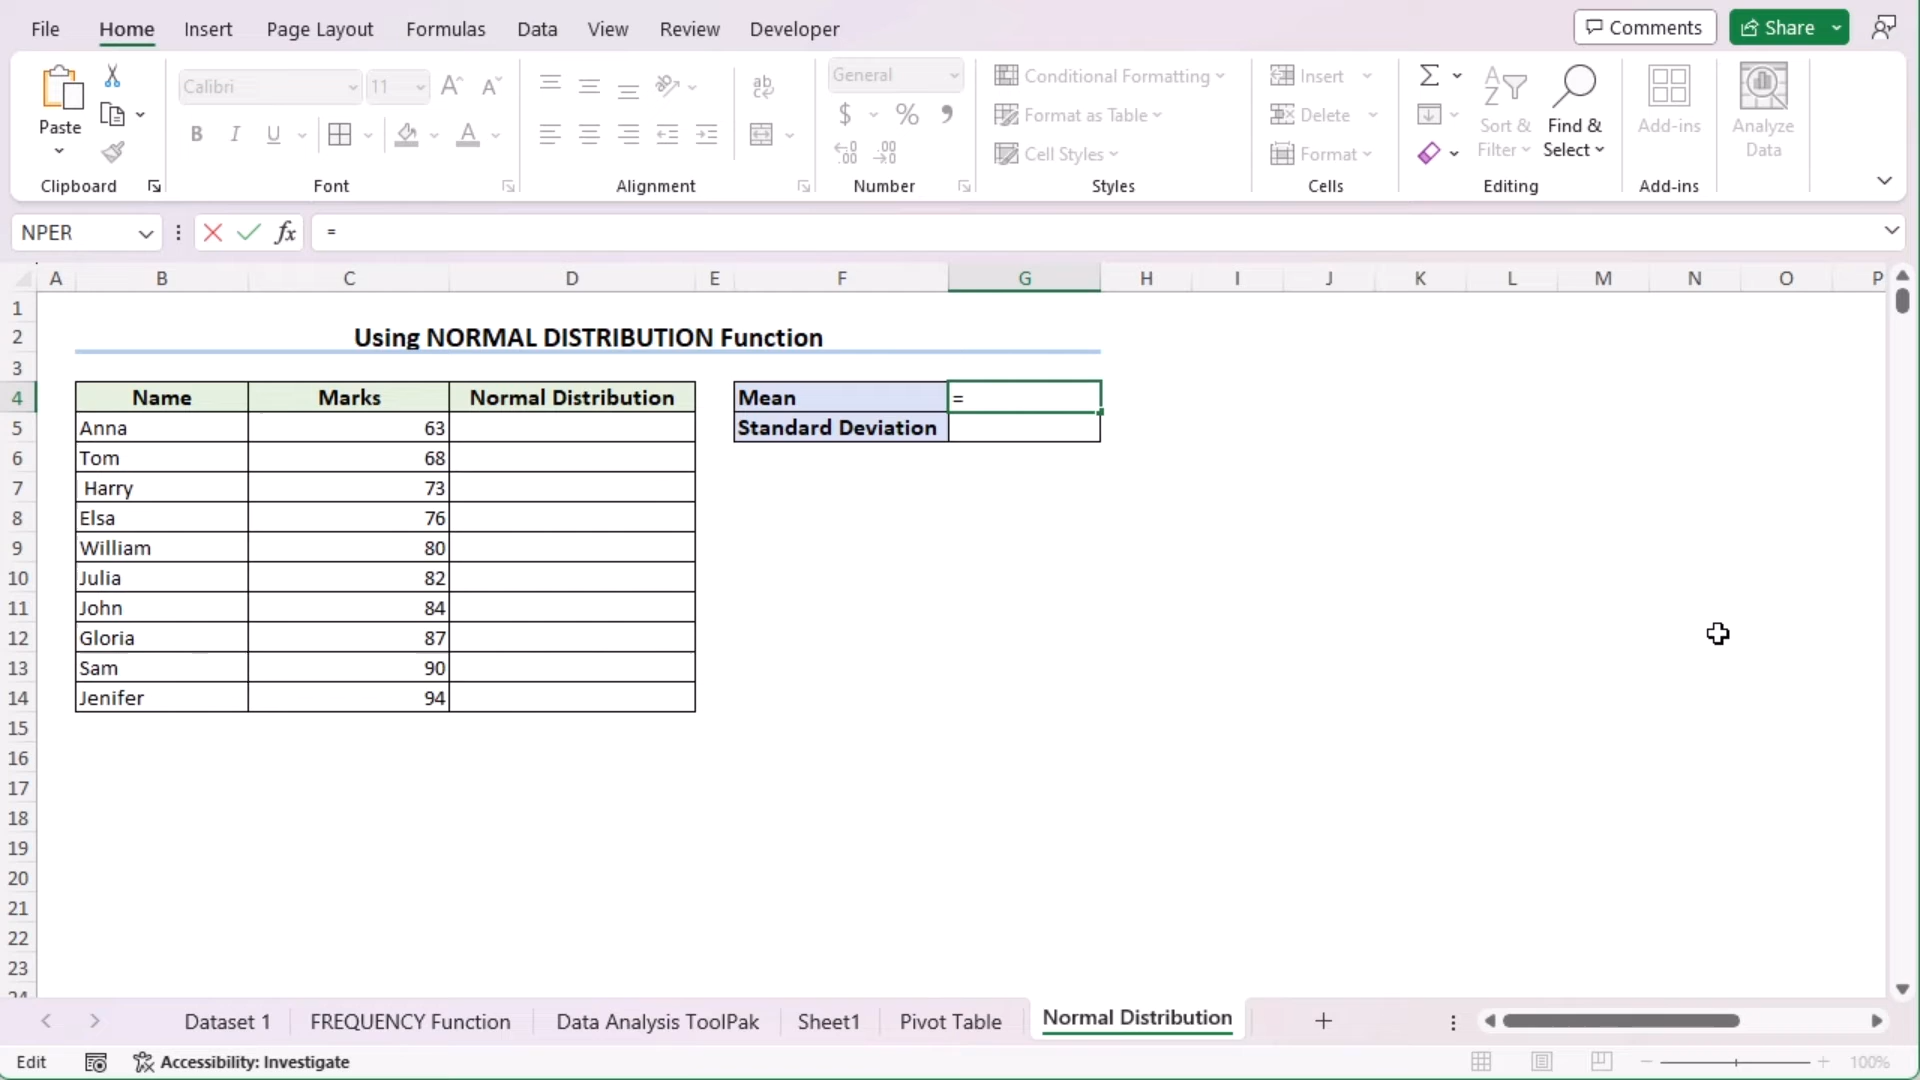 File Home Insert Page Layout Formulas Data View Review Developer Comments Share
Calibri 11 A^ A˅ ab General Conditional Formatting Insert Σ A Z
Paste $ % , Format as Table Delete Sort & Filter Find & Select Add-ins Analyze Data
B I U A .00 .00 Cell Styles Format
Clipboard Font Alignment Number Styles Cells Editing Add-ins
NPER fx =
A B C D E F G H I J K L M N O P
1
2 Using NORMAL DISTRIBUTION Function
3
4 Name Marks Normal Distribution Mean =
5 Anna 63 Standard Deviation
6 Tom 68
7 Harry 73
8 Elsa 76
9 William 80
10 Julia 82
11 John 84
12 Gloria 87
13 Sam 90
14 Jenifer 94
15
16
17
18
19
20
21
22
23
24
Dataset 1 FREQUENCY Function Data Analysis ToolPak Sheet1 Pivot Table Normal Distribution +
Edit Accessibility: Investigate 100%